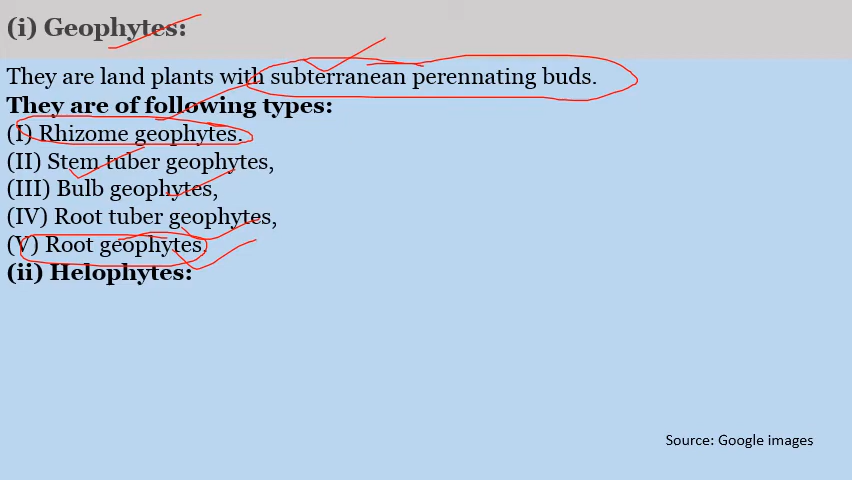 (i) Geophytes:
They are land plants with subterranean perennating buds.
They are of following types:
(I) Rhizome geophytes.
(II) Stem tuber geophytes,
(III) Bulb geophytes,
(IV) Root tuber geophytes,
(V) Root geophytes.
(ii) Helophytes:
Source: Google images